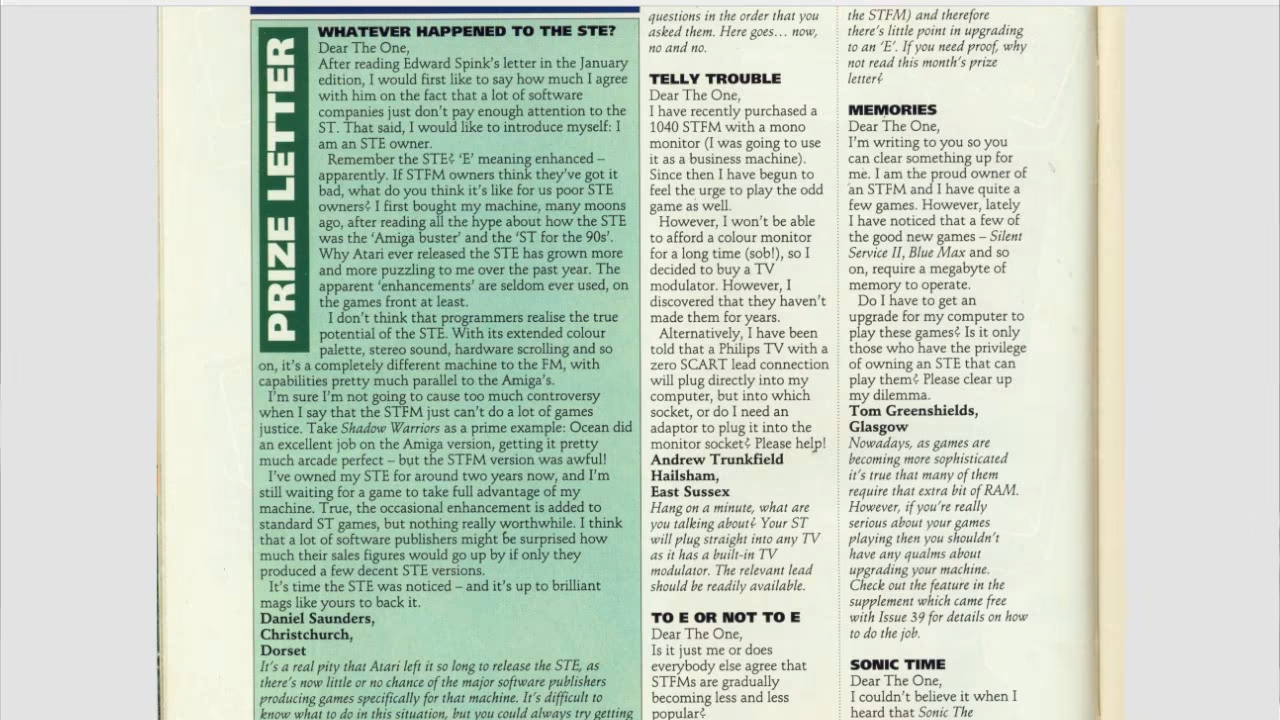 PRIZE LETTER
WHATEVER HAPPENED TO THE STE?
Dear The One,
After reading Edward Spink's letter in the January
edition, I would first like to say how much I agree
with him on the fact that a lot of software
companies just don't pay enough attention to the
ST. That said, I would like to introduce myself: I
am an STE owner.
Remember the STE? 'E' meaning enhanced –
apparently. If STFM owners think they've got it
bad, what do you think it's like for us poor STE
owners? I first bought my machine, many moons
ago, after reading all the hype about how the STE
was the 'Amiga buster' and the 'ST for the 90s'.
Why Atari ever released the STE has grown more
and more puzzling to me over the past year. The
apparent 'enhancements' are seldom ever used, on
the games front at least.
I don't think that programmers realise the true
potential of the STE. With its extended colour
palette, stereo sound, hardware scrolling and so
on, it's a completely different machine to the FM, with
capabilities pretty much parallel to the Amiga's.
I'm sure I'm not going to cause too much controversy
when I say that the STFM just can't do a lot of games
justice. Take Shadow Warriors as a prime example: Ocean did
an excellent job on the Amiga version, getting it pretty
much arcade perfect – but the STFM version was awful!
I've owned my STE for around two years now, and I'm
still waiting for a game to take full advantage of my
machine. True, the occasional enhancement is added to
standard ST games, but nothing really worthwhile. I think
that a lot of software publishers might be surprised how
much their sales figures would go up by if only they
produced a few decent STE versions.
It's time the STE was noticed – and it's up to brilliant
mags like yours to back it.
Daniel Saunders,
Christchurch,
Dorset
It's a real pity that Atari left it so long to release the STE, as
there's now little or no chance of the major software publishers
producing games specifically for that machine. It's difficult to
know what to do in this situation, but you could always try getting
questions in the order that you
asked them. Here goes... now,
no and no.
TELLY TROUBLE
Dear The One,
I have recently purchased a
1040 STFM with a mono
monitor (I was going to use
it as a business machine).
Since then I have begun to
feel the urge to play the odd
game as well.
However, I won't be able
to afford a colour monitor
for a long time (sob!), so I
decided to buy a TV
modulator. However, I
discovered that they haven't
made them for years.
Alternatively, I have been
told that a Philips TV with a
zero SCART lead connection
will plug directly into my
computer, but into which
socket, or do I need an
adaptor to plug it into the
monitor socket? Please help!
Andrew Trunkfield
Hailsham,
East Sussex
Hang on a minute, what are
you talking about? Your ST
will plug straight into any TV
as it has a built-in TV
modulator. The relevant lead
should be readily available.
TO E OR NOT TO E
Dear The One,
Is it just me or does
everybody else agree that
STFMs are gradually
becoming less and less
popular?
the STFM) and therefore
there's little point in upgrading
to an 'E'. If you need proof, why
not read this month's prize
letter?
MEMORIES
Dear The One,
I'm writing to you so you
can clear something up for
me. I am the proud owner of
an STFM and I have quite a
few games. However, lately
I have noticed that a few of
the good new games – Silent
Service II, Blue Max and so
on, require a megabyte of
memory to operate.
Do I have to get an
upgrade for my computer to
play these games? Is it only
those who have the privilege
of owning an STE that can
play them? Please clear up
my dilemma.
Tom Greenshields,
Glasgow
Nowadays, as games are
becoming more sophisticated
it's true that many of them
require that extra bit of RAM.
However, if you're really
serious about your games
playing then you shouldn't
have any qualms about
upgrading your machine.
Check out the feature in the
supplement which came free
with Issue 39 for details on how
to do the job.
SONIC TIME
Dear The One,
I couldn't believe it when I
heard that Sonic The